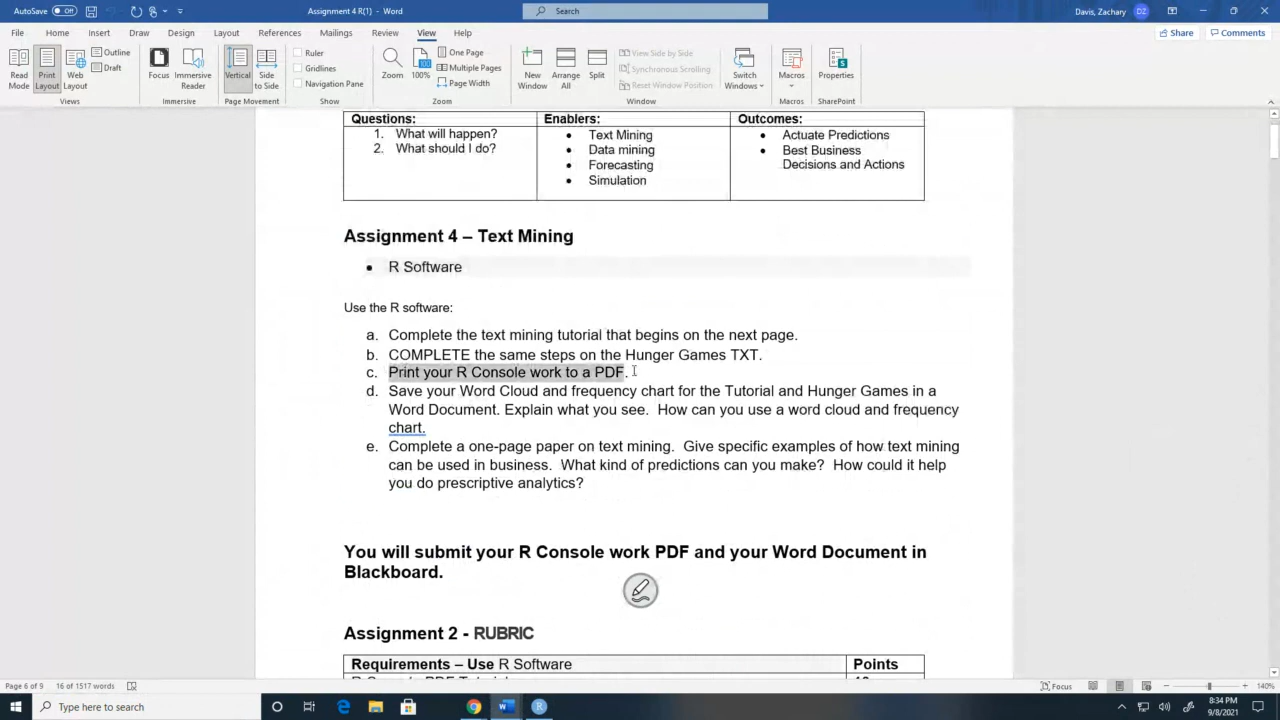 AutoSave Off
Assignment 4 R(1) - Word
Search
Davis, Zachary DZ
File Home Insert Draw Design Layout References Mailings Review View Help
Share Comments
Read Mode
Print Layout
Web Layout
Outline
Draft
Views
Focus
Immersive Reader
Immersive
Vertical
Side to Side
Page Movement
Ruler
Gridlines
Navigation Pane
Show
Zoom
100
100%
One Page
Multiple Pages
Page Width
Zoom
New Window
Arrange All
Split
View Side by Side
Synchronous Scrolling
Reset Window Position
Window
Switch Windows
Macros
Macros
Properties
SharePoint
Questions: Enablers: Outcomes:
1. What will happen?
2. What should I do?
• Text Mining
• Data mining
• Forecasting
• Simulation
• Actuate Predictions
• Best Business
Decisions and Actions
Assignment 4 – Text Mining
• R Software
Use the R software:
a. Complete the text mining tutorial that begins on the next page.
b. COMPLETE the same steps on the Hunger Games TXT.
c. Print your R Console work to a PDF.
d. Save your Word Cloud and frequency chart for the Tutorial and Hunger Games in a
Word Document. Explain what you see. How can you use a word cloud and frequency
chart.
e. Complete a one-page paper on text mining. Give specific examples of how text mining
can be used in business. What kind of predictions can you make? How could it help
you do prescriptive analytics?
You will submit your R Console work PDF and your Word Document in
Blackboard.
Assignment 2 - RUBRIC
Requirements – Use R Software Points
Page 6 of 9 16 of 1517 words
Focus
140%
Type here to search
8:34 PM
9/8/2021